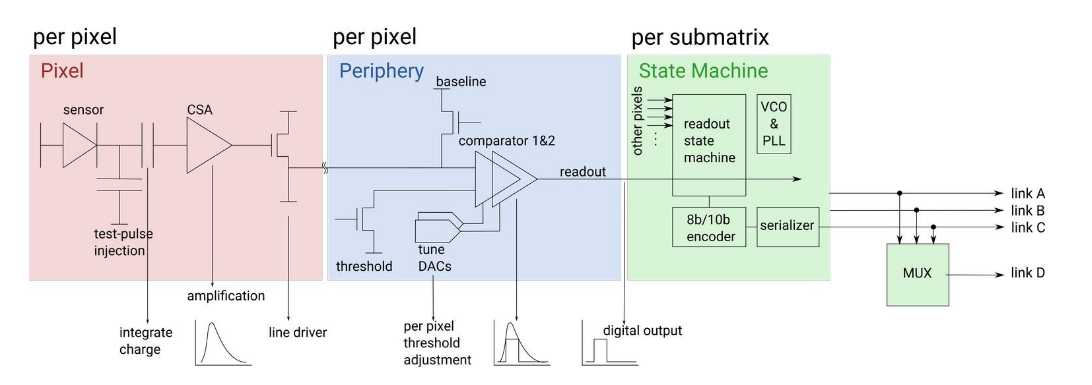 per pixel
per pixel
per submatrix
Pixel
Periphery
State Machine
sensor
CSA
test-pulse
injection
baseline
comparator 1&2
threshold
tune
DACs
readout
other pixels
...
readout
state
machine
VCO
&
PLL
8b/10b
encoder
serializer
link A
link B
link C
MUX
link D
integrate
charge
amplification
line driver
per pixel
threshold
adjustment
digital output